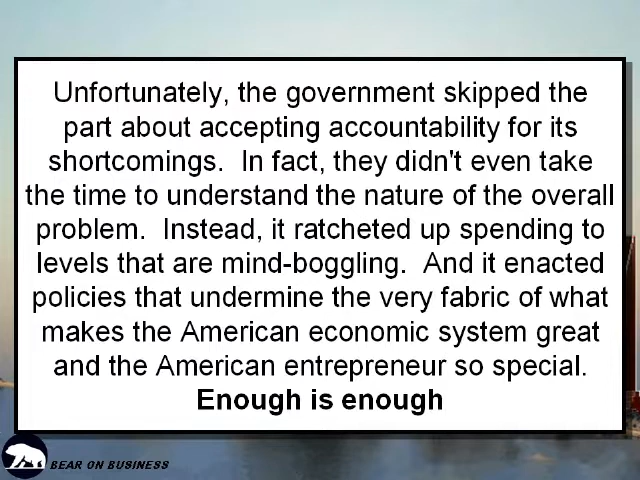 Unfortunately, the government skipped the
part about accepting accountability for its
shortcomings.  In fact, they didn't even take
the time to understand the nature of the overall
problem.  Instead, it ratcheted up spending to
levels that are mind-boggling.  And it enacted
policies that undermine the very fabric of what
makes the American economic system great
and the American entrepreneur so special.
Enough is enough
BEAR ON BUSINESS